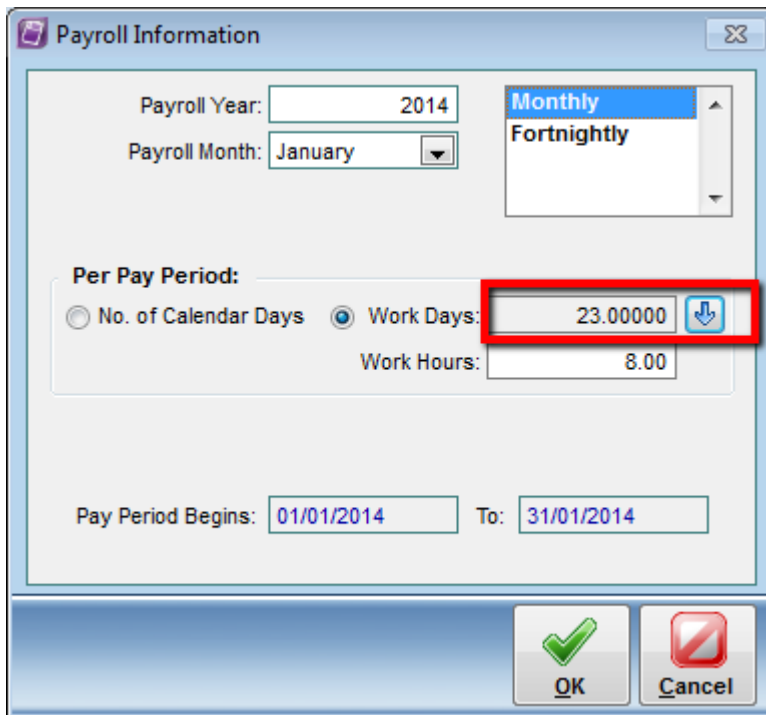 Payroll Information
Payroll Year: 2014
Monthly
Payroll Month: January
Fortnightly
Per Pay Period:
No. of Calendar Days Work Days: 23.00000
Work Hours: 8.00
Pay Period Begins: 01/01/2014 To: 31/01/2014
OK Cancel